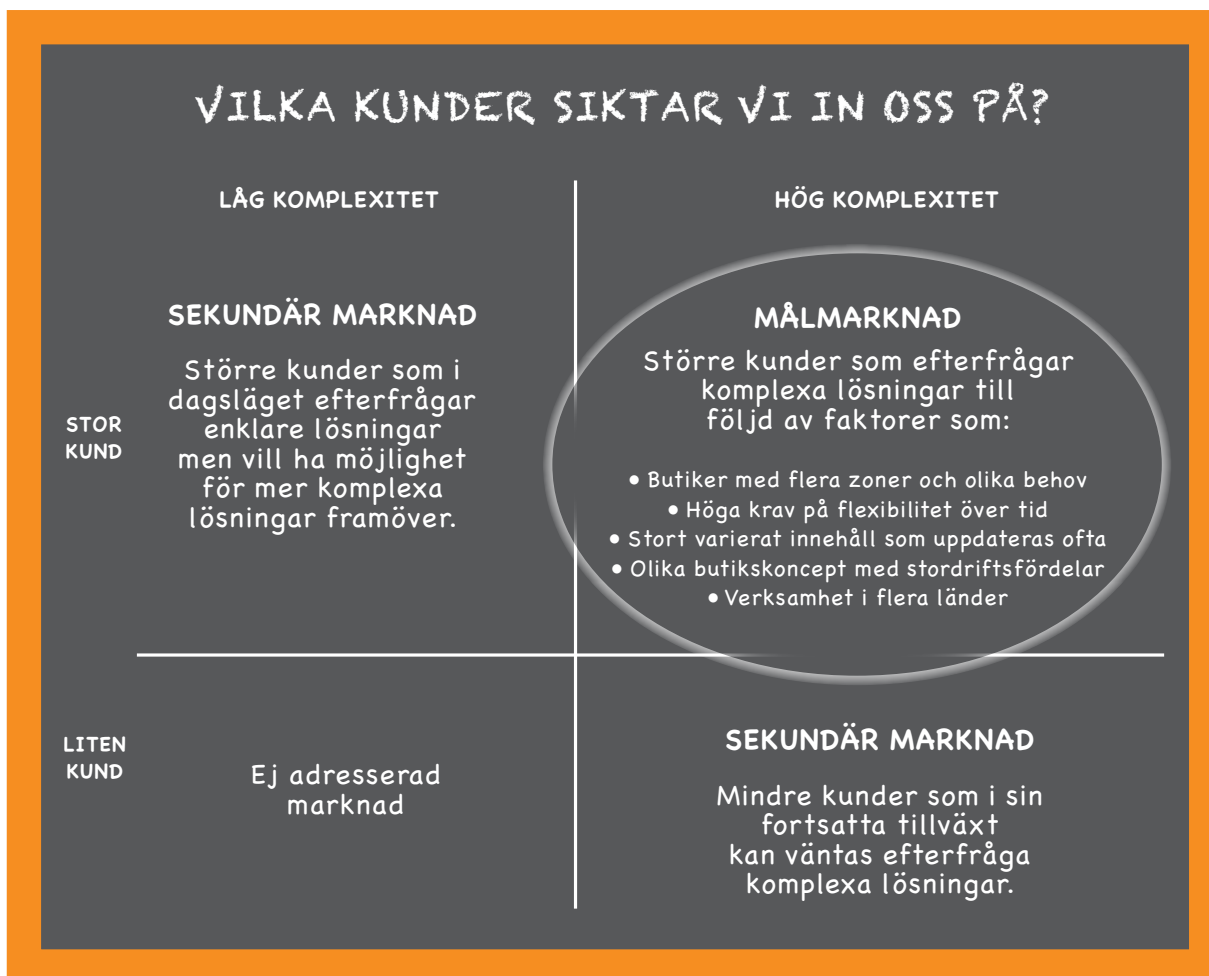 VILKA KUNDER SIKTAR VI IN OSS PÅ?
LÅG KOMPLEXITET
HÖG KOMPLEXITET
STOR
KUND
SEKUNDÄR MARKNAD
Större kunder som i
dagsläget efterfrågar
enklare lösningar
men vill ha möjlighet
för mer komplexa
lösningar framöver.
MÅLMARKNAD
Större kunder som efterfrågar
komplexa lösningar till
följd av faktorer som:
• Butiker med flera zoner och olika behov
• Höga krav på flexibilitet över tid
• Stort varierat innehåll som uppdateras ofta
• Olika butikskoncept med stordriftsfördelar
• Verksamhet i flera länder
LITEN
KUND
Ej adresserad
marknad
SEKUNDÄR MARKNAD
Mindre kunder som i sin
fortsatta tillväxt
kan väntas efterfråga
komplexa lösningar.